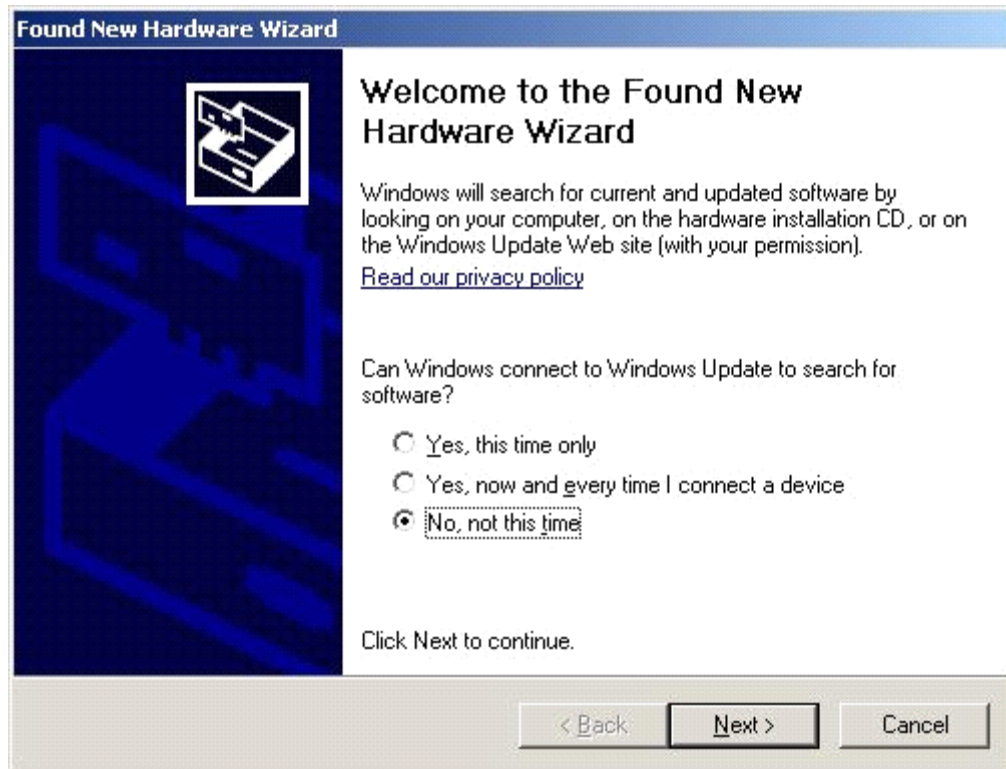 Found New Hardware Wizard
Welcome to the Found New
Hardware Wizard
Windows will search for current and updated software by
looking on your computer, on the hardware installation CD, or on
the Windows Update Web site (with your permission).
Read our privacy policy
Can Windows connect to Windows Update to search for
software?
Yes, this time only
Yes, now and every time I connect a device
No, not this time
Click Next to continue.
< Back
Next >
Cancel